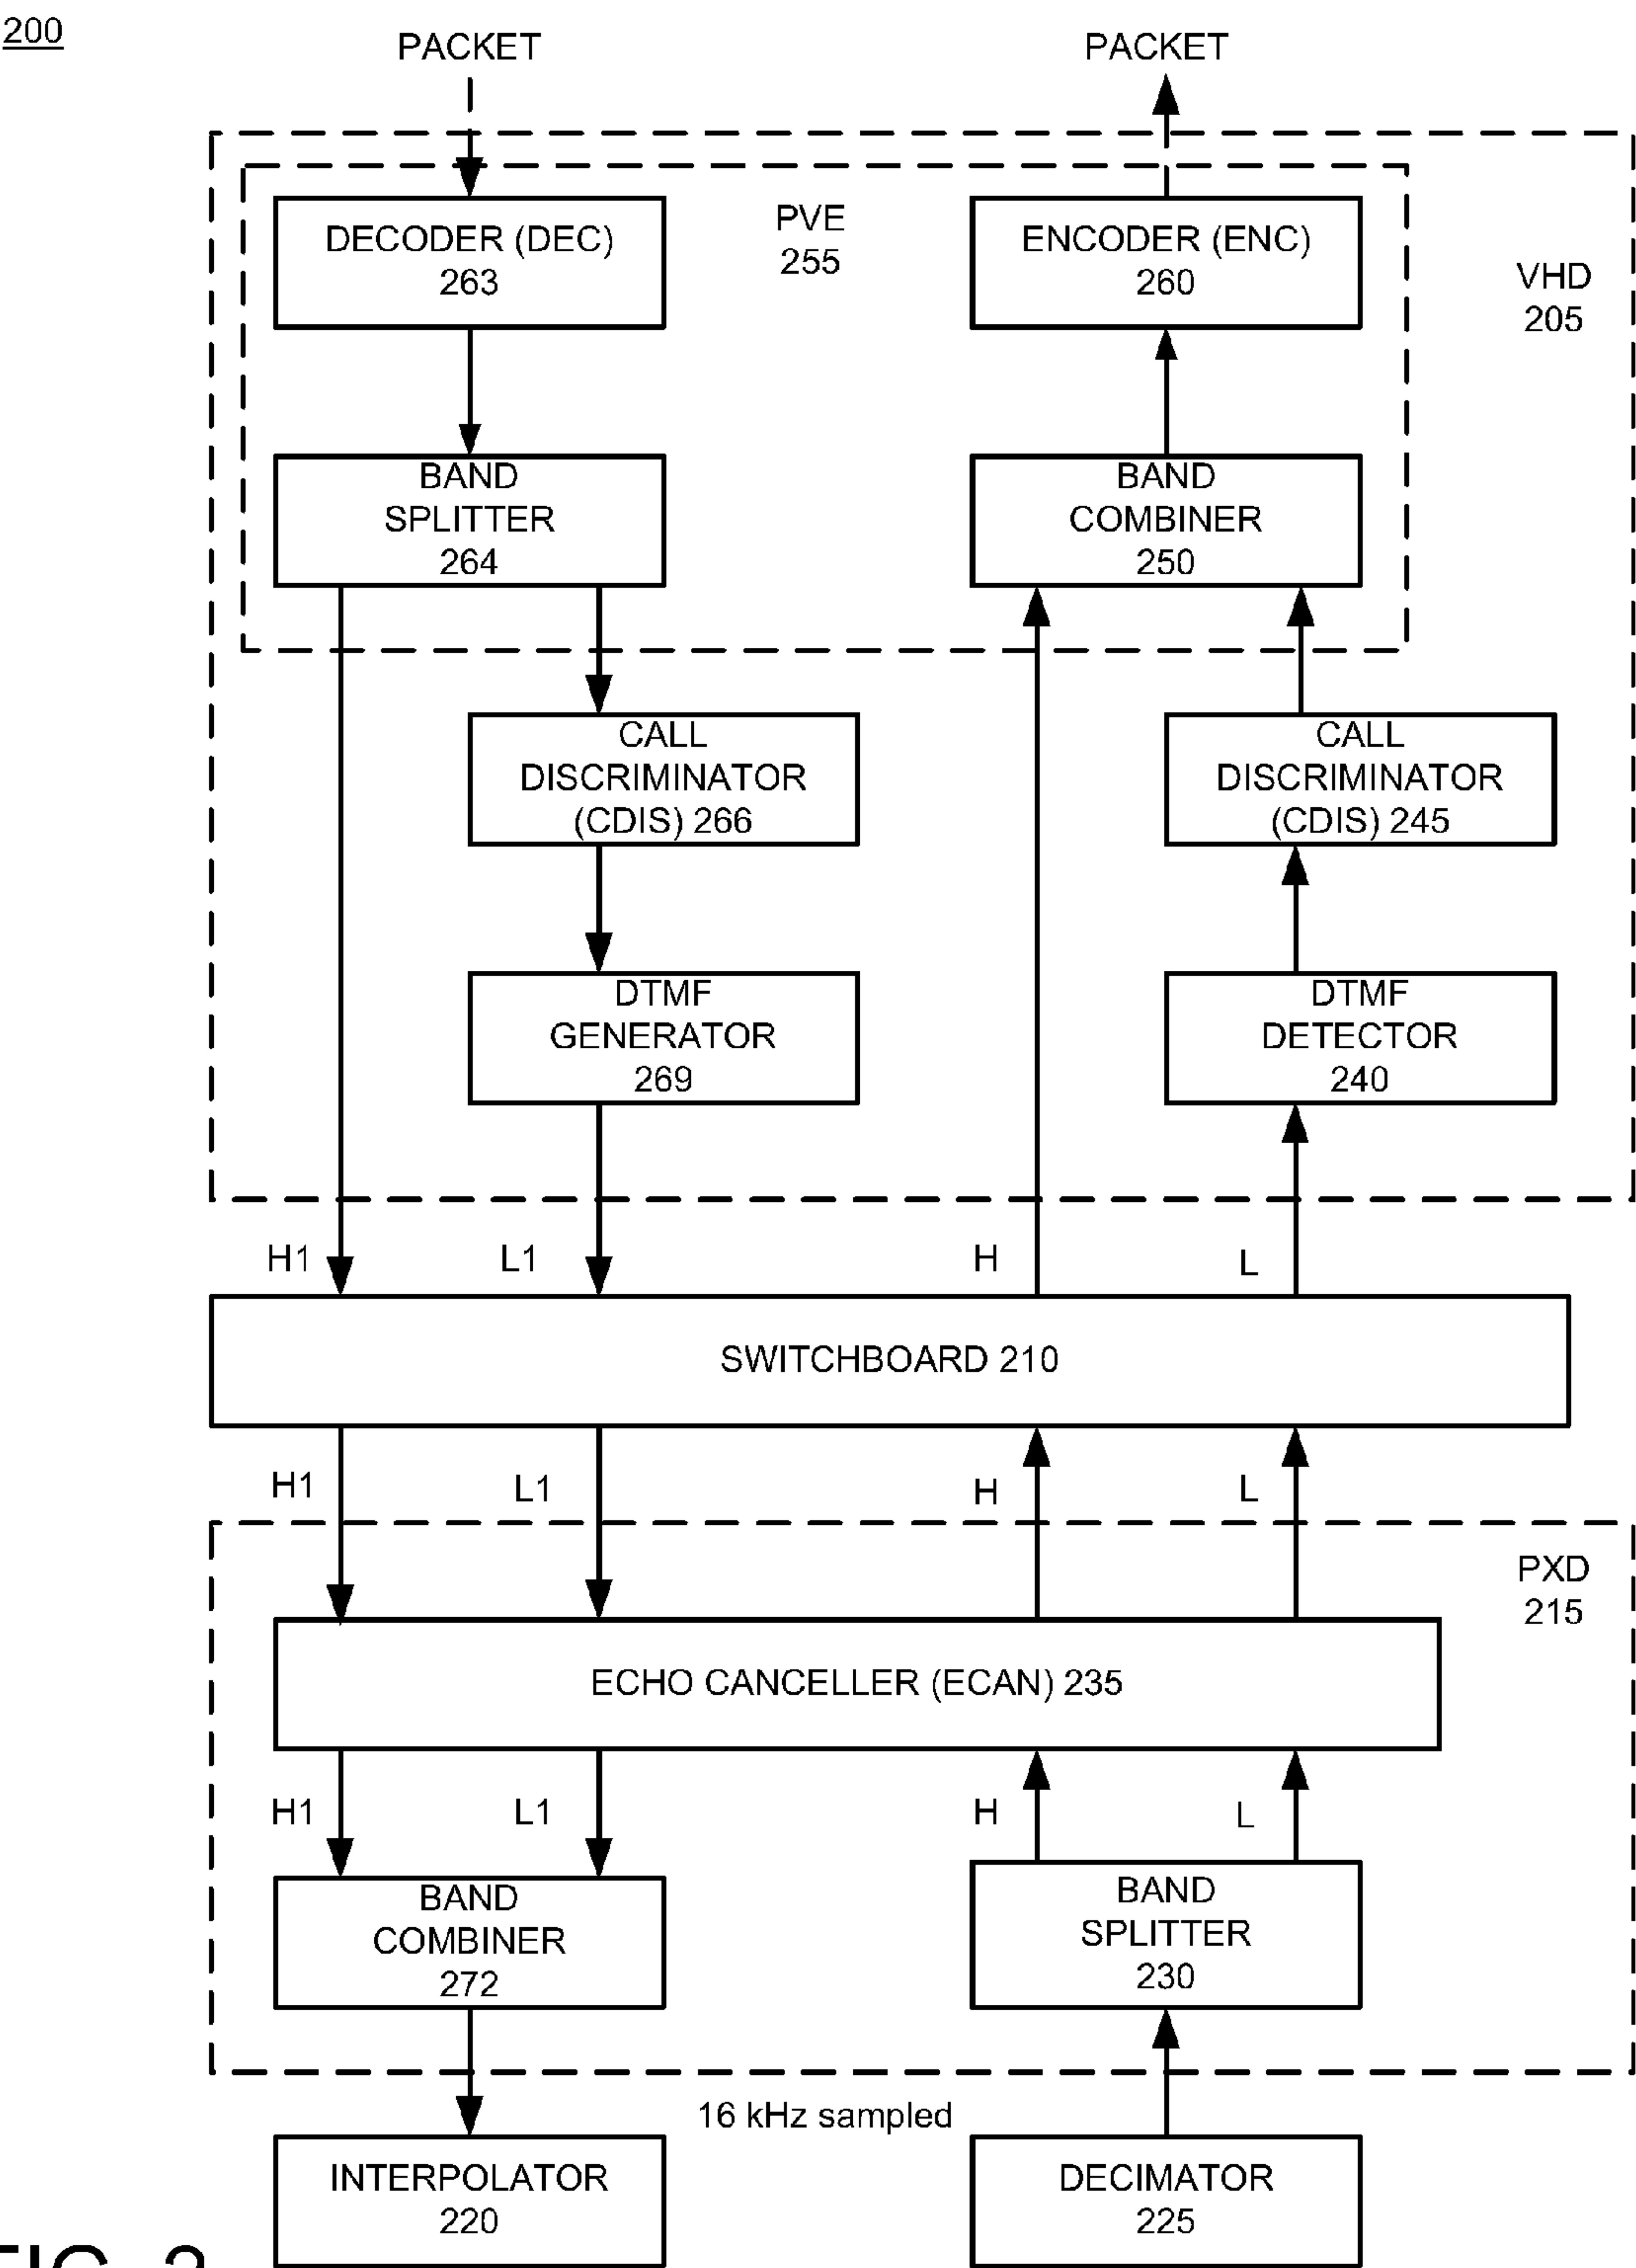 200
PACKET
PACKET
DECODER (DEC)
263
PVE
255
ENCODER (ENC)
260
VHD
205
BAND
SPLITTER
264
BAND
COMBINER
250
CALL
DISCRIMINATOR
(CDIS) 266
CALL
DISCRIMINATOR
(CDIS) 245
DTMF
GENERATOR
269
DTMF
DETECTOR
240
H1
L1
H
L
SWITCHBOARD 210
H1
L1
H
L
PXD
215
ECHO CANCELLER (ECAN) 235
H1
L1
H
L
BAND
COMBINER
272
BAND
SPLITTER
230
16 kHz sampled
INTERPOLATOR
220
DECIMATOR
225